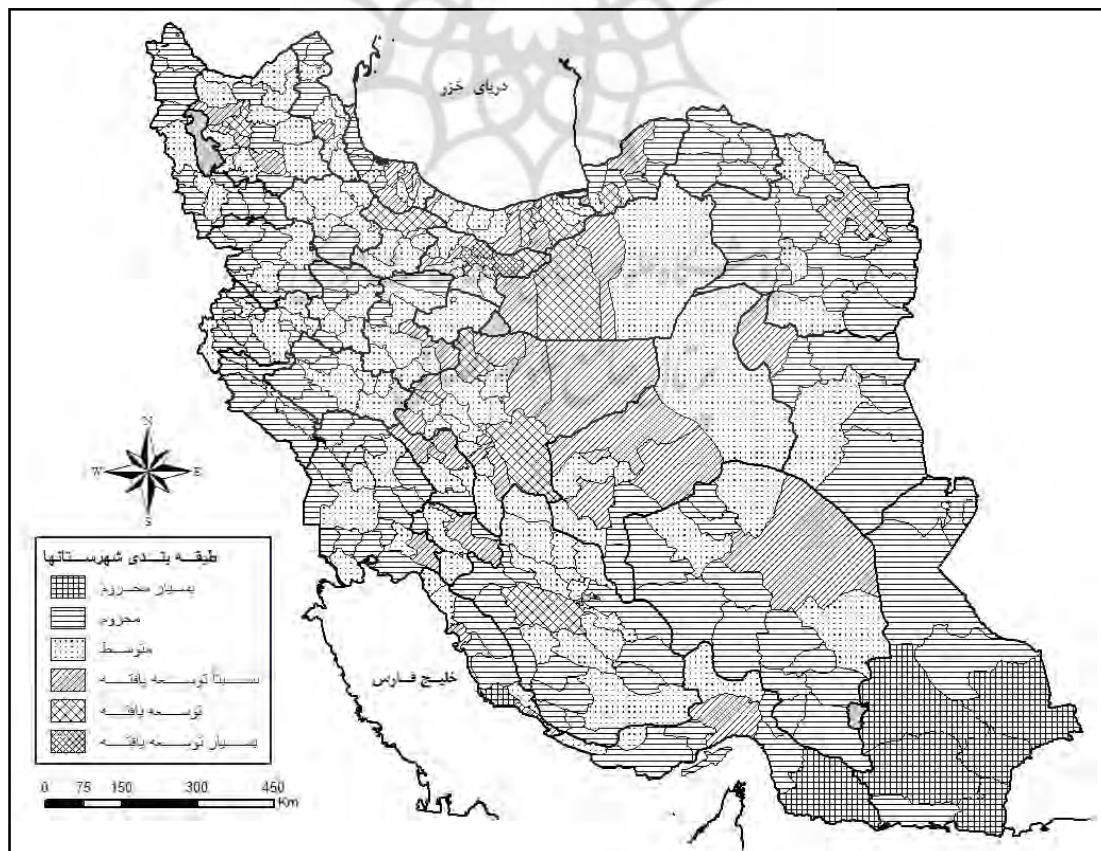 دریای خزر
N
W E
S
خلیج فارس
طبقه بندی شهرستانها
بسیار محروم
محروم
متوسط
نسبتاً توسعه یافته
توسعه یافته
بسیار توسعه یافته
0 75 150 300 450
Km